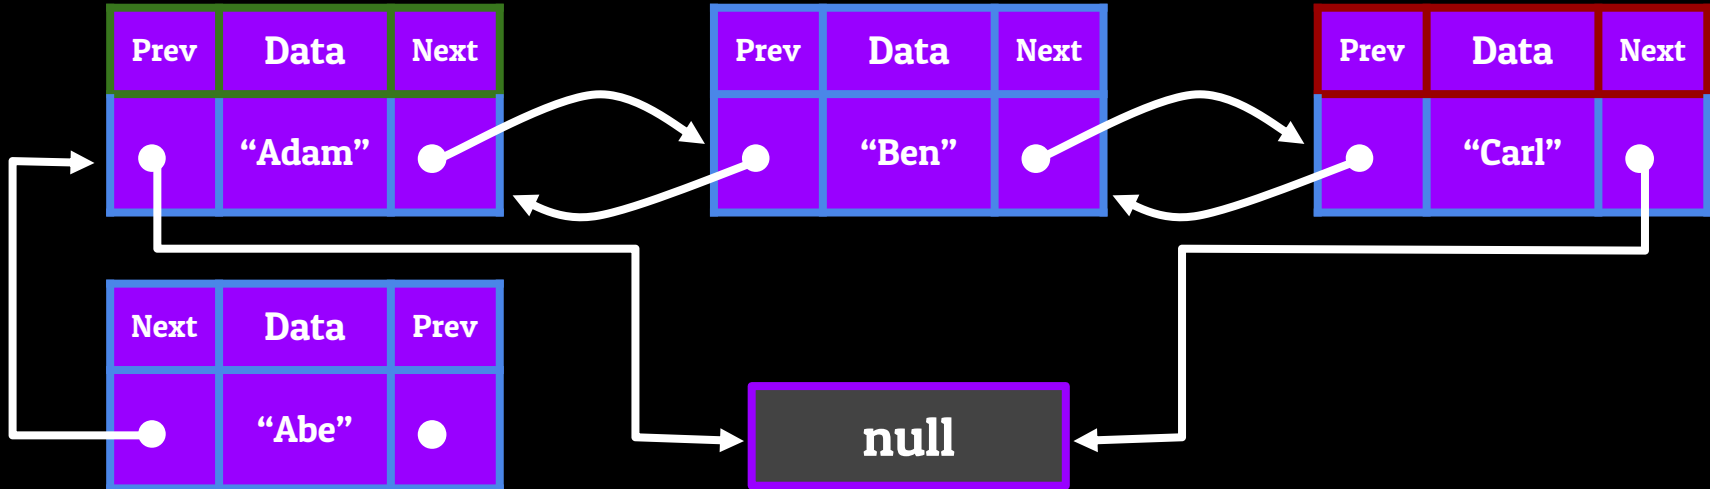 Prev Data Next
“Adam”
Prev Data Next
“Ben”
Prev Data Next
“Carl”
Next Data Prev
“Abe”
null